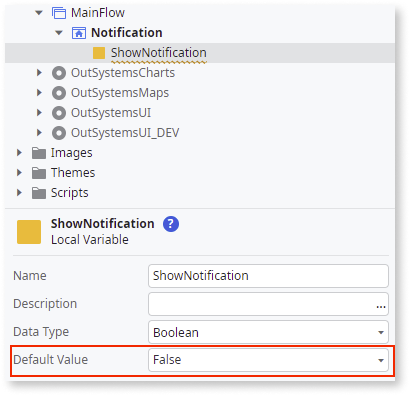 MainFlow
Notification
ShowNotification
OutSystemsCharts
OutSystemsMaps
OutSystemsUI
OutSystemsUI_DEV
Images
Themes
Scripts
ShowNotification ?
Local Variable
Name ShowNotification
Description ...
Data Type Boolean
Default Value False